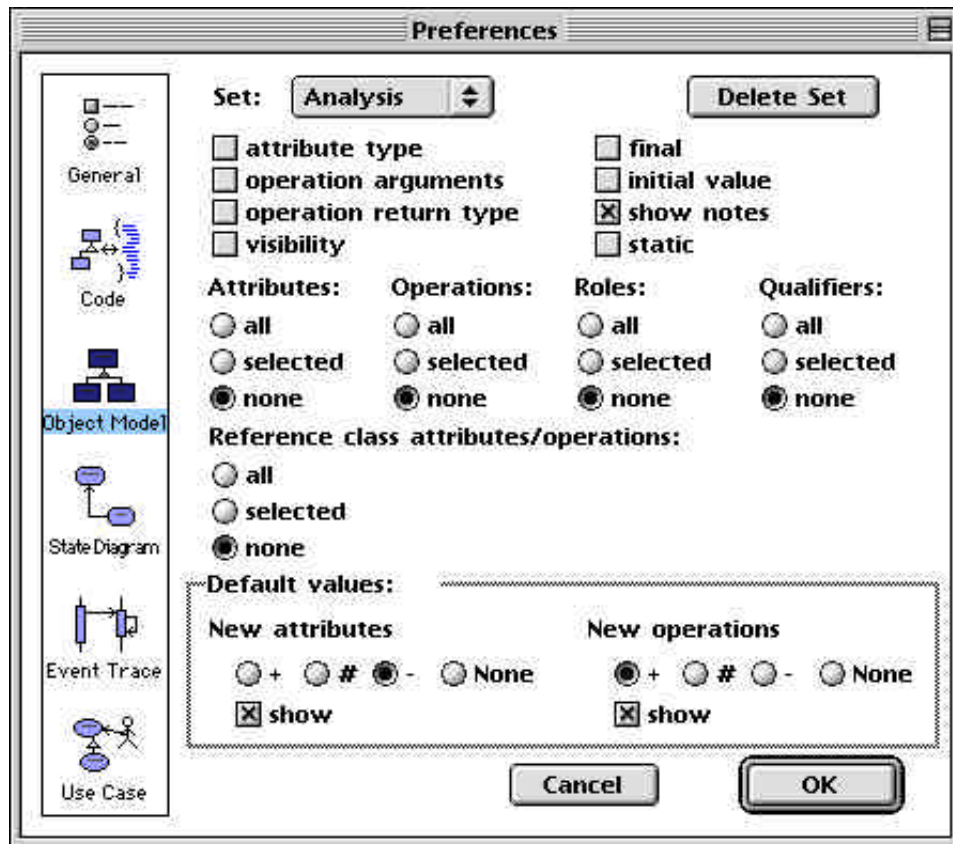 Preferences
General
Code
Object Model
State Diagram
Event Trace
Use Case
Set: Analysis Delete Set
attribute type final
operation arguments initial value
operation return type show notes
visibility static
Attributes: Operations: Roles: Qualifiers:
all all all all
selected selected selected selected
none none none none
Reference class attributes/operations:
all
selected
none
Default values:
New attributes New operations
+ # - None + # - None
show show
Cancel OK